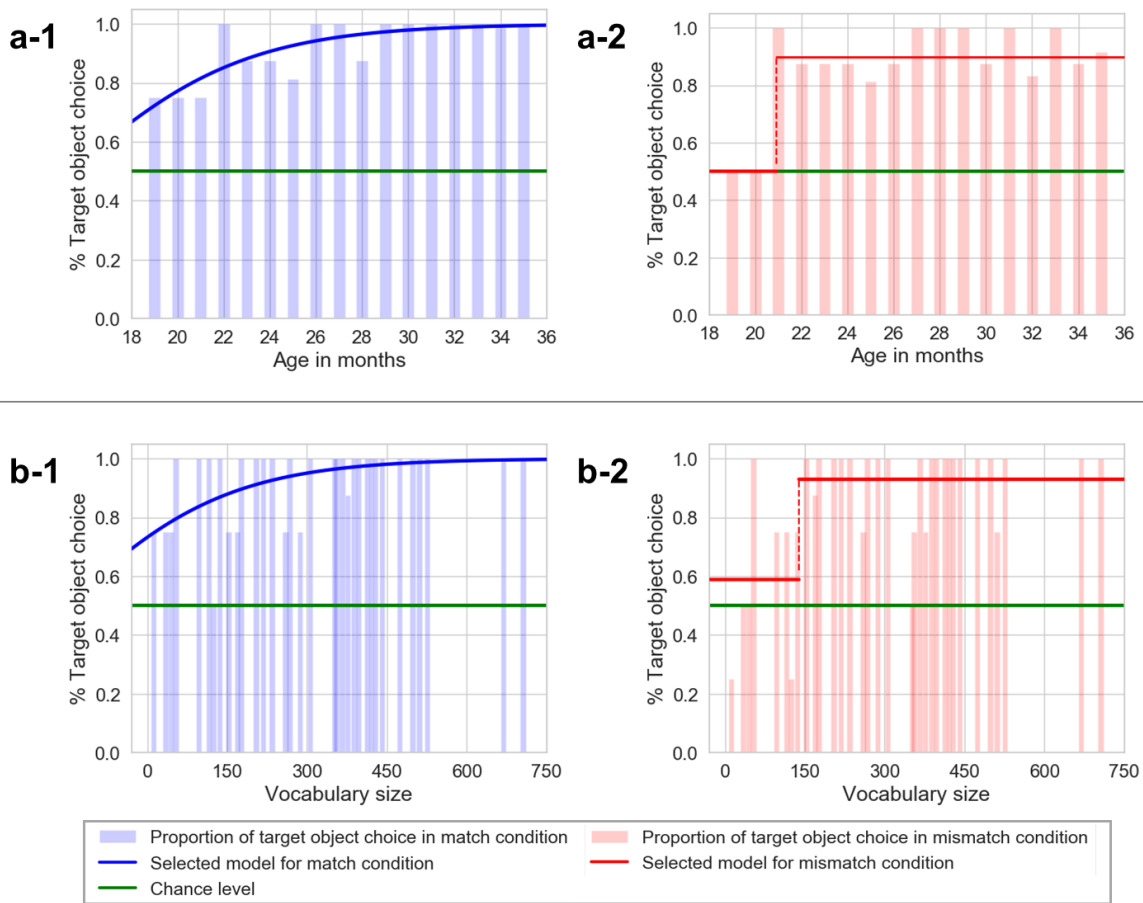 a-1
% Target object choice
1.0
0.8
0.6
0.4
0.2
0.0
18 20 22 24 26 28 30 32 34 36
Age in months
a-2
% Target object choice
1.0
0.8
0.6
0.4
0.2
0.0
18 20 22 24 26 28 30 32 34 36
Age in months
b-1
% Target object choice
1.0
0.8
0.6
0.4
0.2
0.0
0 150 300 450 600 750
Vocabulary size
b-2
% Target object choice
1.0
0.8
0.6
0.4
0.2
0.0
0 150 300 450 600 750
Vocabulary size
Proportion of target object choice in match condition
Selected model for match condition
Chance level
Proportion of target object choice in mismatch condition
Selected model for mismatch condition